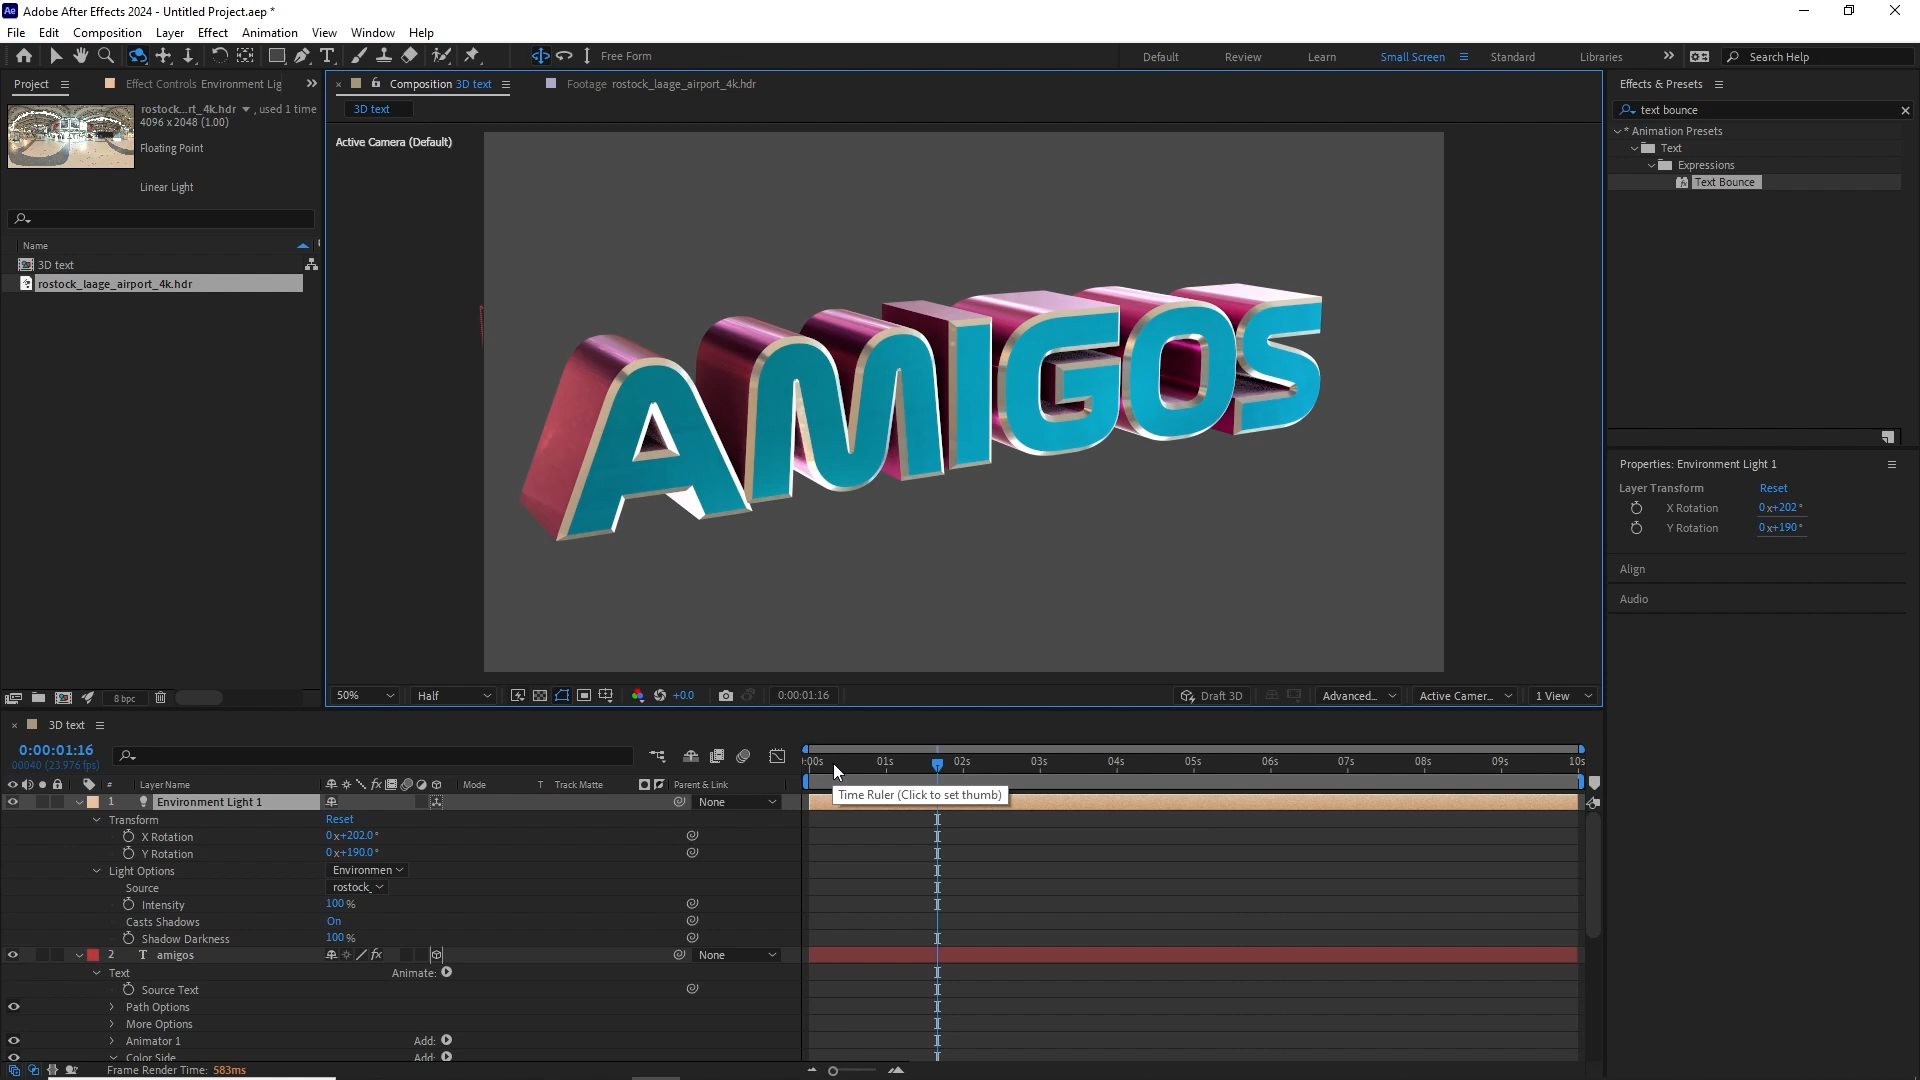 Ae Adobe After Effects 2024 - Untitled Project.aep *
File Edit Composition Layer Effect Animation View Window Help
Free Form
Default Review Learn Small Screen Standard Libraries Search Help
Project Effect Controls Environment Lig
Composition 3D text Footage rostock_laage_airport_4k.hdr
Effects & Presets
rostock...rt_4k.hdr , used 1 time
4096 x 2048 (1.00)
Floating Point
Linear Light
3D text
text bounce
Animation Presets
Text
Expressions
Text Bounce
Active Camera (Default)
Name
3D text
rostock_laage_airport_4k.hdr
AMIGOS
Properties: Environment Light 1
Layer Transform Reset
X Rotation 0x+202°
Y Rotation 0x+190°
Align
Audio
8 bpc
50% Half +0.0 0:00:01:16 Draft 3D Advanced... Active Camer... 1 View
3D text
0:00:01:16
00040 (23.976 fps)
:00s 01s 02s 03s 04s 05s 06s 07s 08s 09s 10s
# Layer Name fx Mode T Track Matte Parent & Link
Time Ruler (Click to set thumb)
1 Environment Light 1 None
Transform Reset
X Rotation 0x+202.0°
Y Rotation 0x+190.0°
Light Options Environmen
Source rostock_
Intensity 100%
Casts Shadows On
Shadow Darkness 100%
2 T amigos fx None
Text Animate:
Source Text
Path Options
More Options
Animator 1 Add:
Color Side Add:
Frame Render Time: 583ms